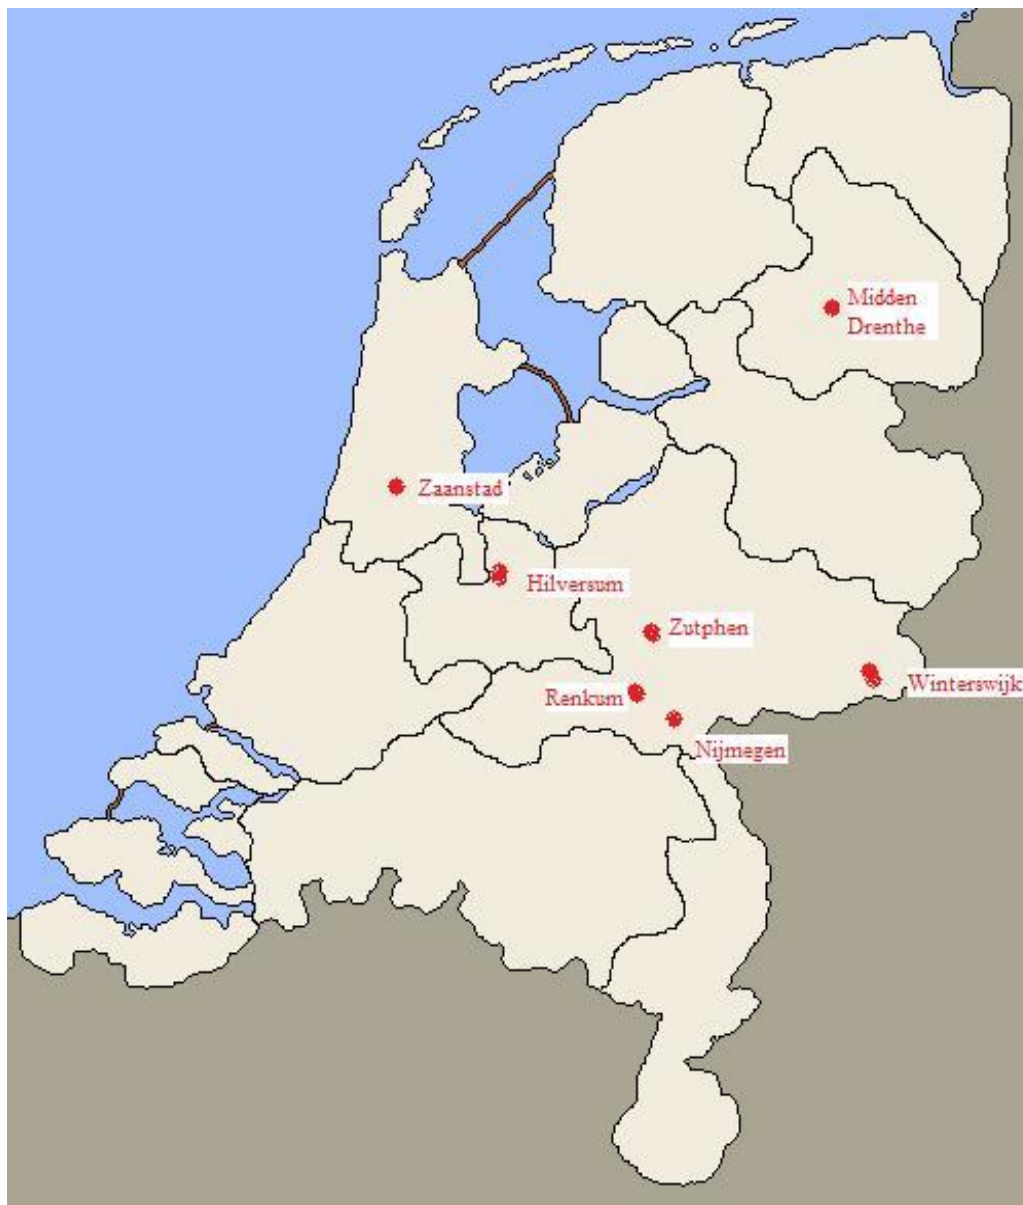 Midden
Drenthe
Zaanstad
Hilversum
Zutphen
Winterswijk
Renkum
Nijmegen